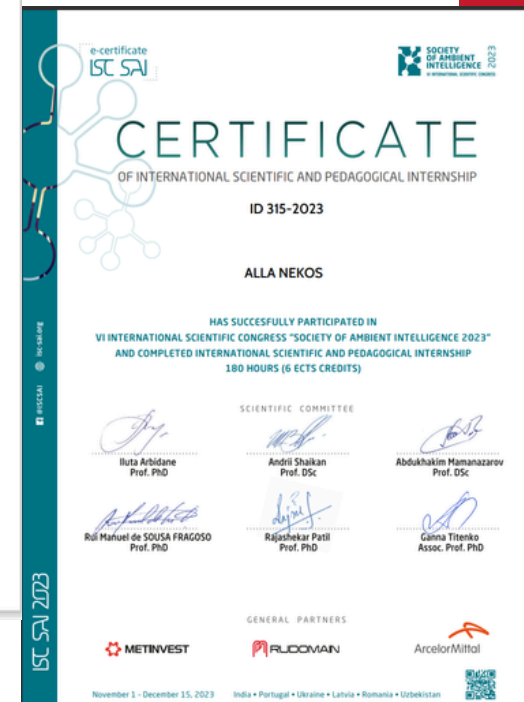 e-certificate
ISC SAI
SOCIETY
OF AMBIENT
INTELLIGENCE
VI INTERNATIONAL SCIENTIFIC CONGRESS
2023
CERTIFICATE
OF INTERNATIONAL SCIENTIFIC AND PEDAGOGICAL INTERNSHIP
ID 315-2023
ALLA NEKOS
HAS SUCCESFULLY PARTICIPATED IN
VI INTERNATIONAL SCIENTIFIC CONGRESS "SOCIETY OF AMBIENT INTELLIGENCE 2023"
AND COMPLETED INTERNATIONAL SCIENTIFIC AND PEDAGOGICAL INTERNSHIP
180 HOURS (6 ECTS CREDITS)
SCIENTIFIC COMMITTEE
Iluta Arbidane
Prof. PhD
Andrii Shaikan
Prof. DSc
Abdukhakim Mamanazarov
Prof. DSc
Rui Manuel de SOUSA FRAGOSO
Prof. PhD
Rajashekar Patil
Prof. PhD
Ganna Titenko
Assoc. Prof. PhD
GENERAL PARTNERS
METINVEST
RUDOMAIN
ArcelorMittal
November 1 - December 15, 2023
India • Portugal • Ukraine • Latvia • Romania • Uzbekistan
@ISCSAI
isc-sai.org
ISC SAI 2023